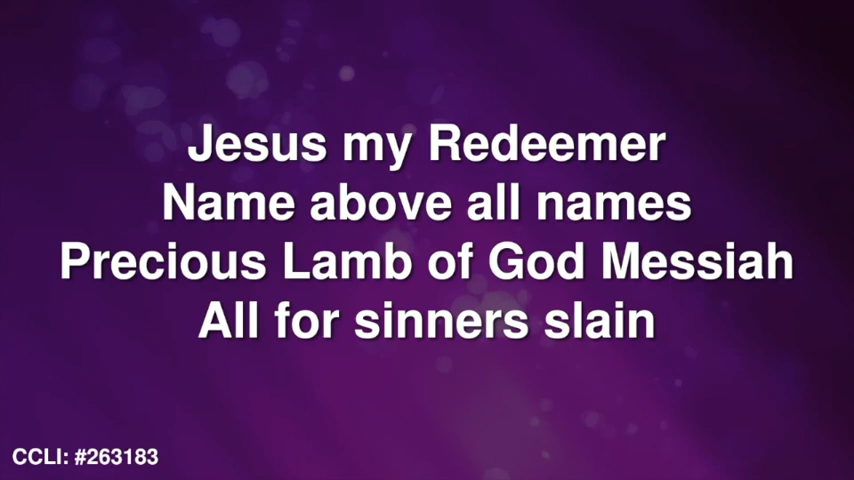 Jesus my Redeemer
Name above all names
Precious Lamb of God Messiah
All for sinners slain
CCLI: #263183